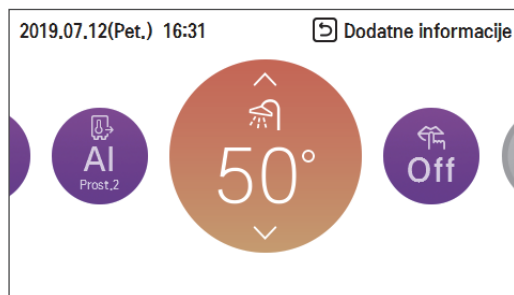 2019.07.12(Pet.) 16:31
Dodatne informacije
AI
Prost.2
50°
Off